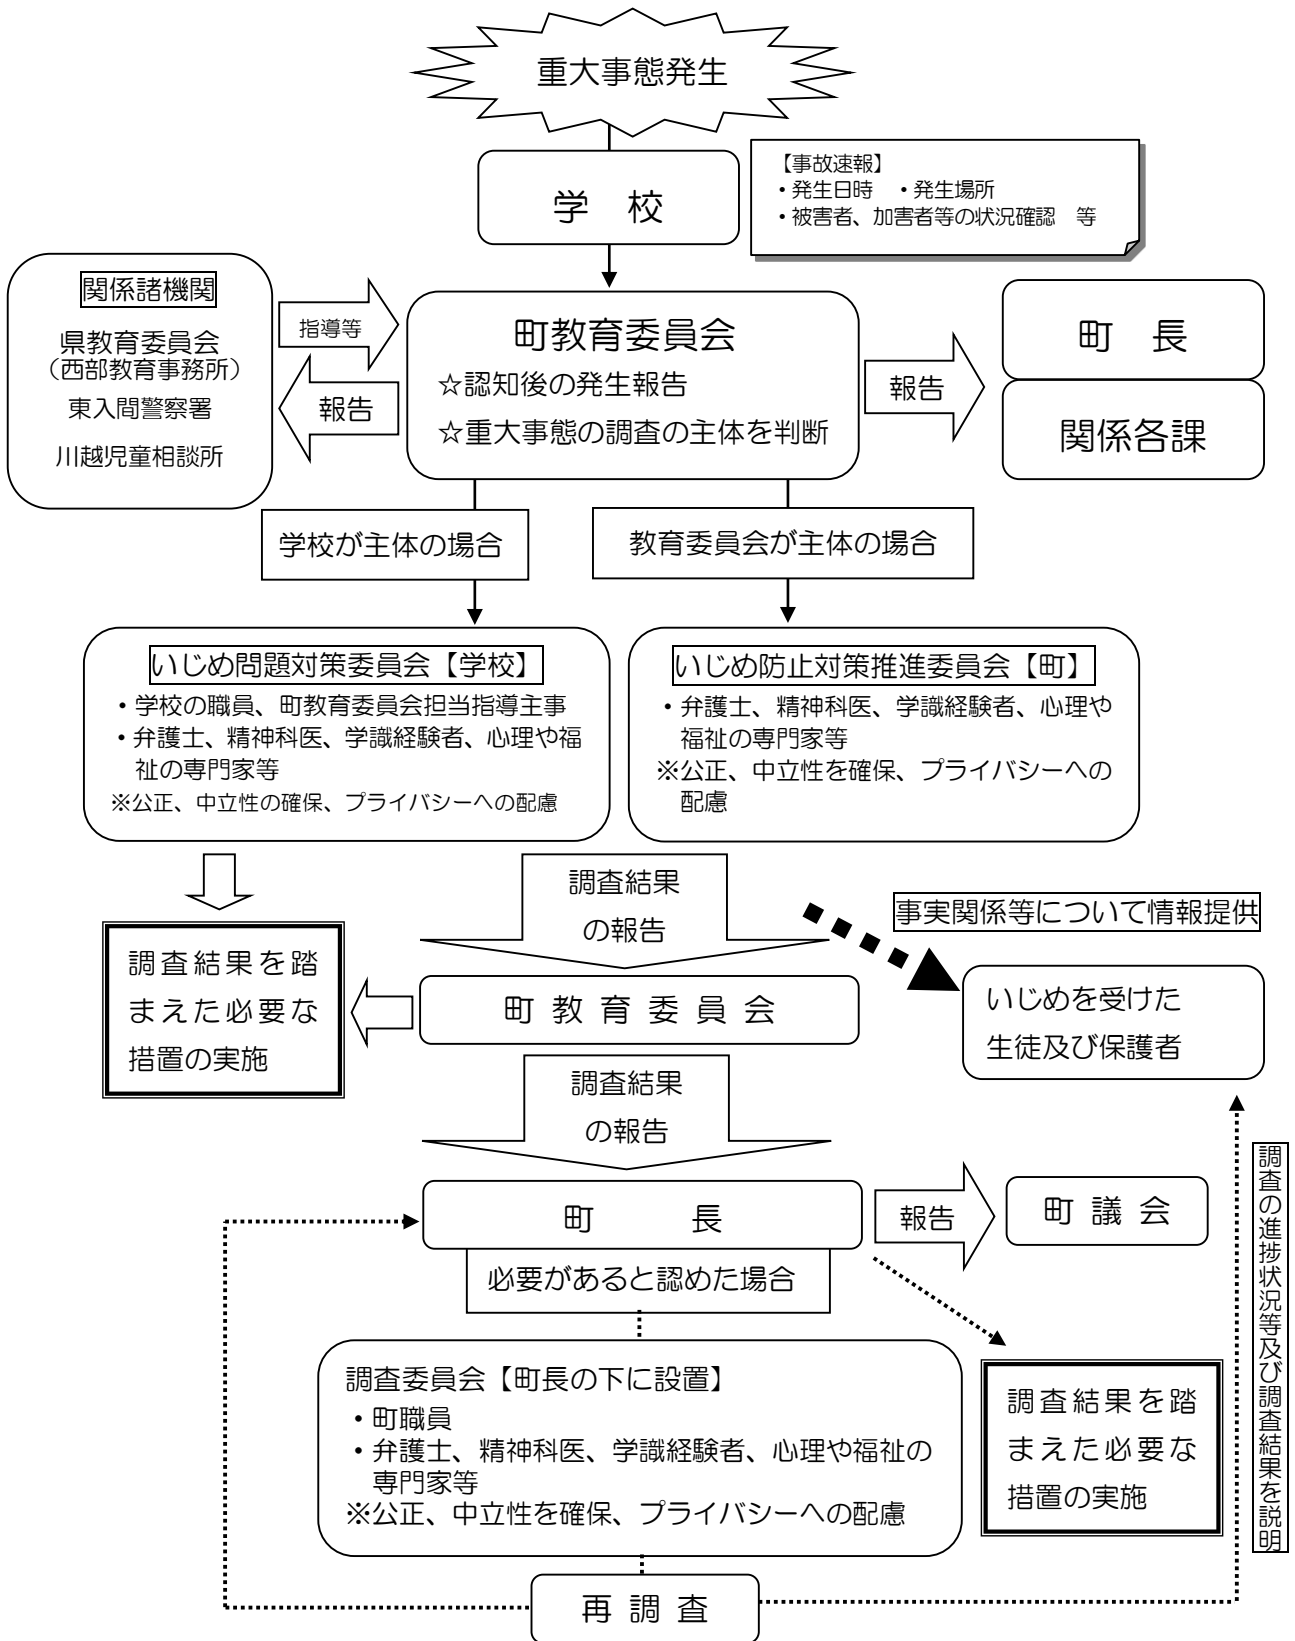 重大事態発生
学　校
【事故速報】
・発生日時　・発生場所
・被害者、加害者等の状況確認　等
関係諸機関
県教育委員会
（西部教育事務所）
東入間警察署
川越児童相談所
指導等
報告
町教育委員会
☆認知後の発生報告
☆重大事態の調査の主体を判断
報告
町　長
関係各課
学校が主体の場合
教育委員会が主体の場合
いじめ問題対策委員会【学校】
・学校の職員、町教育委員会担当指導主事
・弁護士、精神科医、学識経験者、心理や福
祉の専門家等
※公正、中立性の確保、プライバシーへの配慮
いじめ防止対策推進委員会【町】
・弁護士、精神科医、学識経験者、心理や
福祉の専門家等
※公正、中立性を確保、プライバシーへの
配慮
調査結果
の報告
事実関係等について情報提供
調査結果を踏
まえた必要な
措置の実施
町教育委員会
いじめを受けた
生徒及び保護者
調査結果
の報告
町　長
報告
町議会
必要があると認めた場合
調査の進捗状況等及び調査結果を説明
調査委員会【町長の下に設置】
・町職員
・弁護士、精神科医、学識経験者、心理や福祉の
専門家等
※公正、中立性を確保、プライバシーへの配慮
調査結果を踏
まえた必要な
措置の実施
再調査